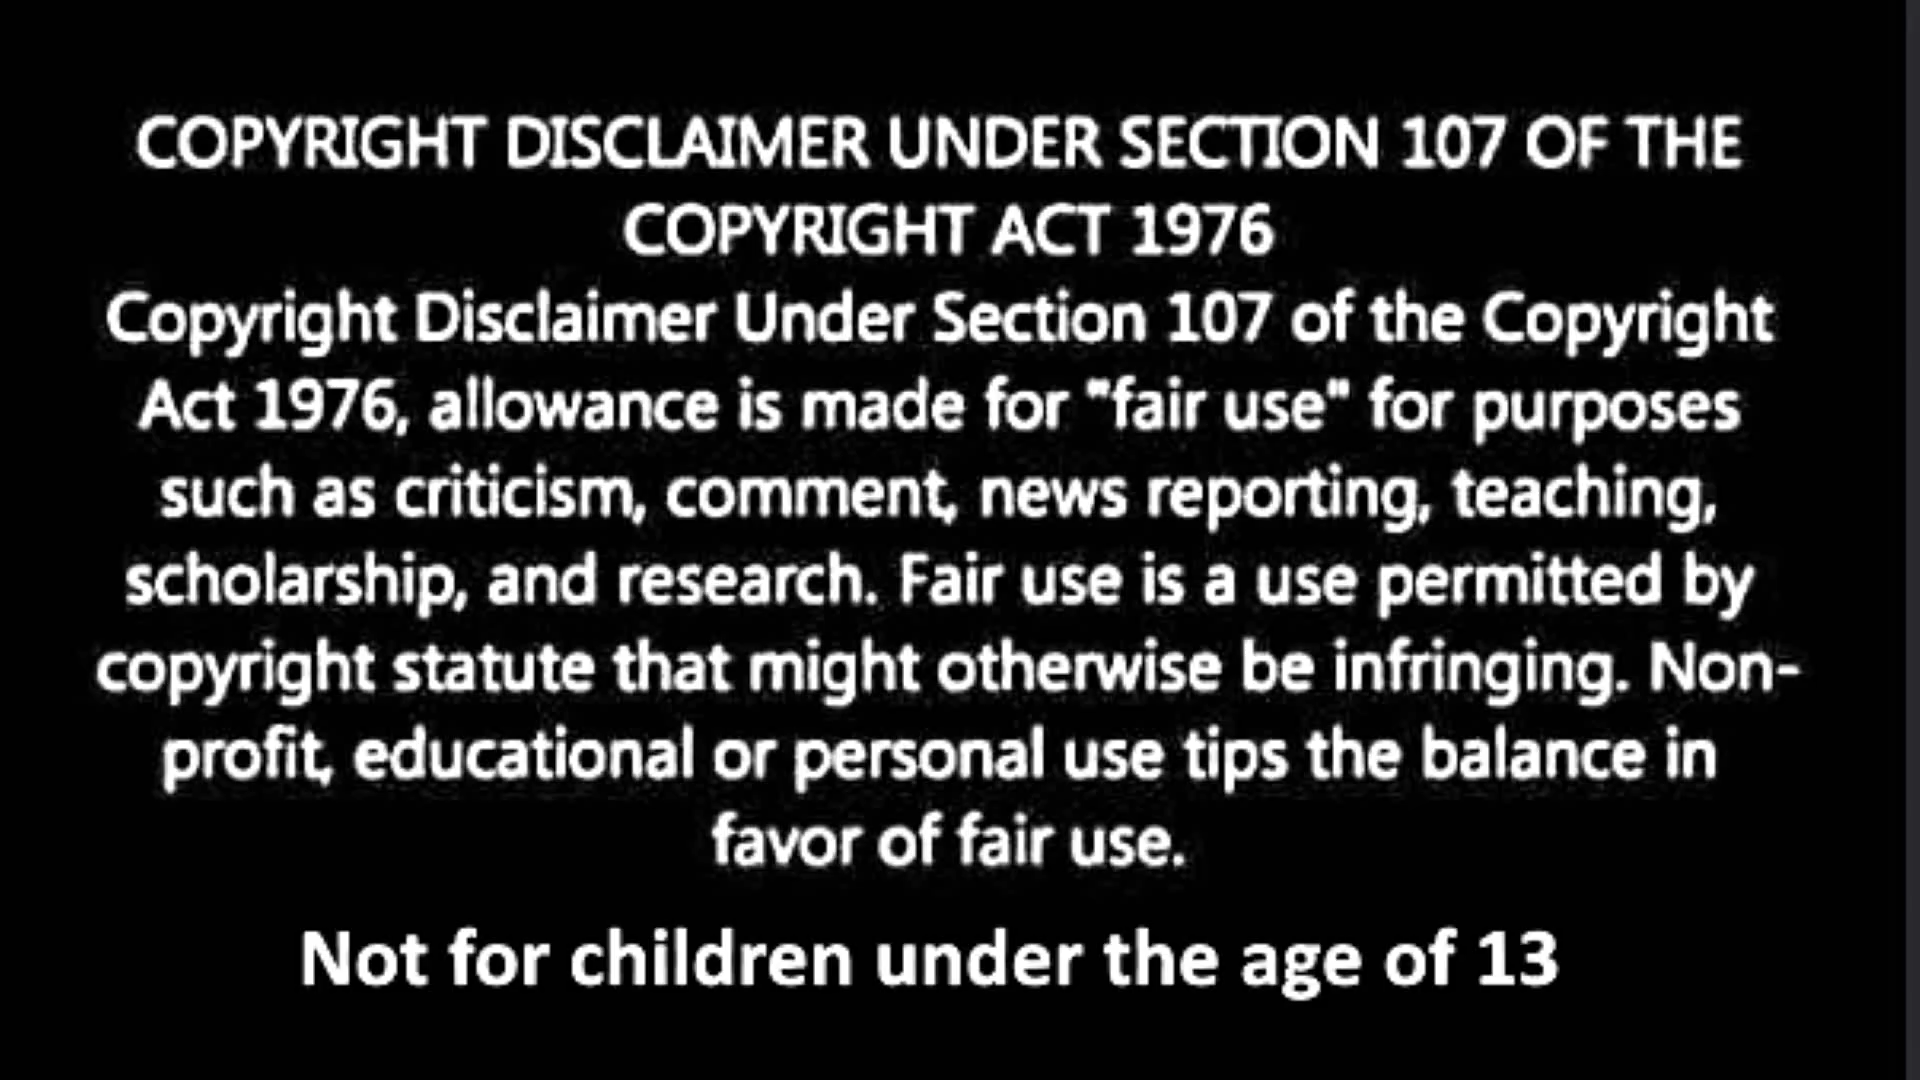 COPYRIGHT DISCLAIMER UNDER SECTION 107 OF THE
COPYRIGHT ACT 1976
Copyright Disclaimer Under Section 107 of the Copyright
Act 1976, allowance is made for "fair use" for purposes
such as criticism, comment, news reporting, teaching,
scholarship, and research. Fair use is a use permitted by
copyright statute that might otherwise be infringing. Non-
profit, educational or personal use tips the balance in
favor of fair use.
Not for children under the age of 13